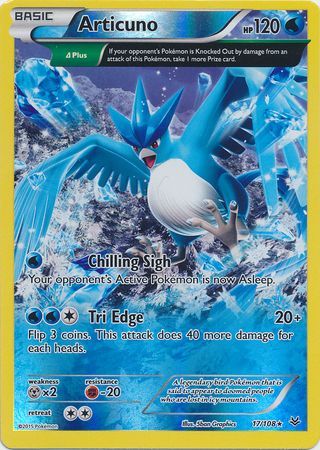 BASIC
Articuno
HP120
Δ Plus
If your opponent's Pokémon is Knocked Out by damage from an
attack of this Pokémon, take 1 more Prize card.
Chilling Sigh
Your opponent's Active Pokémon is now Asleep.
Tri Edge 20+
Flip 3 coins. This attack does 40 more damage for
each heads.
weakness
×2
resistance
-20
retreat
A legendary bird Pokémon that is
said to appear to doomed people
who are lost in icy mountains.
©2015 Pokémon
Illus. 5ban Graphics
17/108 ★